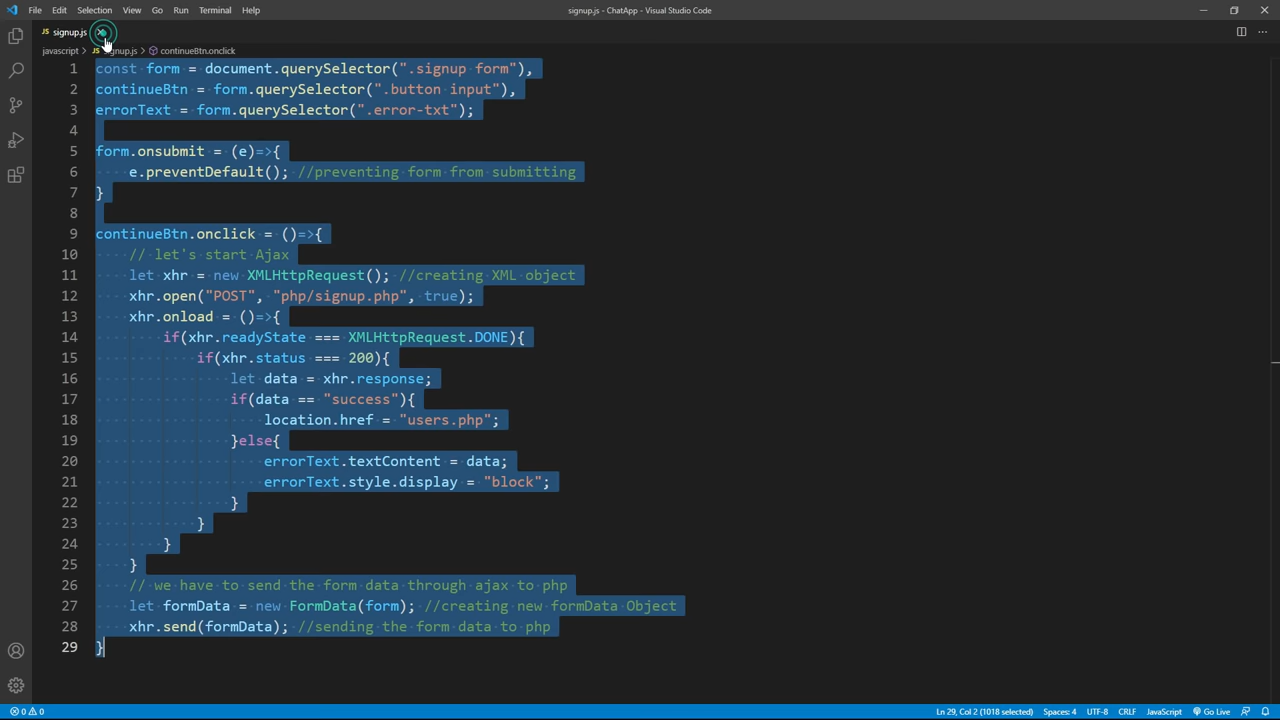 File Edit Selection View Go Run Terminal Help signup.js - ChatApp - Visual Studio Code
JS signup.js
javascript > JS signup.js > continueBtn.onclick
1 const form = document.querySelector(".signup form"),
2 continueBtn = form.querySelector(".button input"),
3 errorText = form.querySelector(".error-txt");
4
5 form.onsubmit = (e)=>{
6 e.preventDefault(); //preventing form from submitting
7 }
8
9 continueBtn.onclick = ()=>{
10 // let's start Ajax
11 let xhr = new XMLHttpRequest(); //creating XML object
12 xhr.open("POST", "php/signup.php", true);
13 xhr.onload = ()=>{
14 if(xhr.readyState === XMLHttpRequest.DONE){
15 if(xhr.status === 200){
16 let data = xhr.response;
17 if(data == "success"){
18 location.href = "users.php";
19 }else{
20 errorText.textContent = data;
21 errorText.style.display = "block";
22 }
23 }
24 }
25 }
26 // we have to send the form data through ajax to php
27 let formData = new FormData(form); //creating new formData Object
28 xhr.send(formData); //sending the form data to php
29 }
0 0 Ln 29, Col 2 (1018 selected) Spaces: 4 UTF-8 CRLF JavaScript Go Live